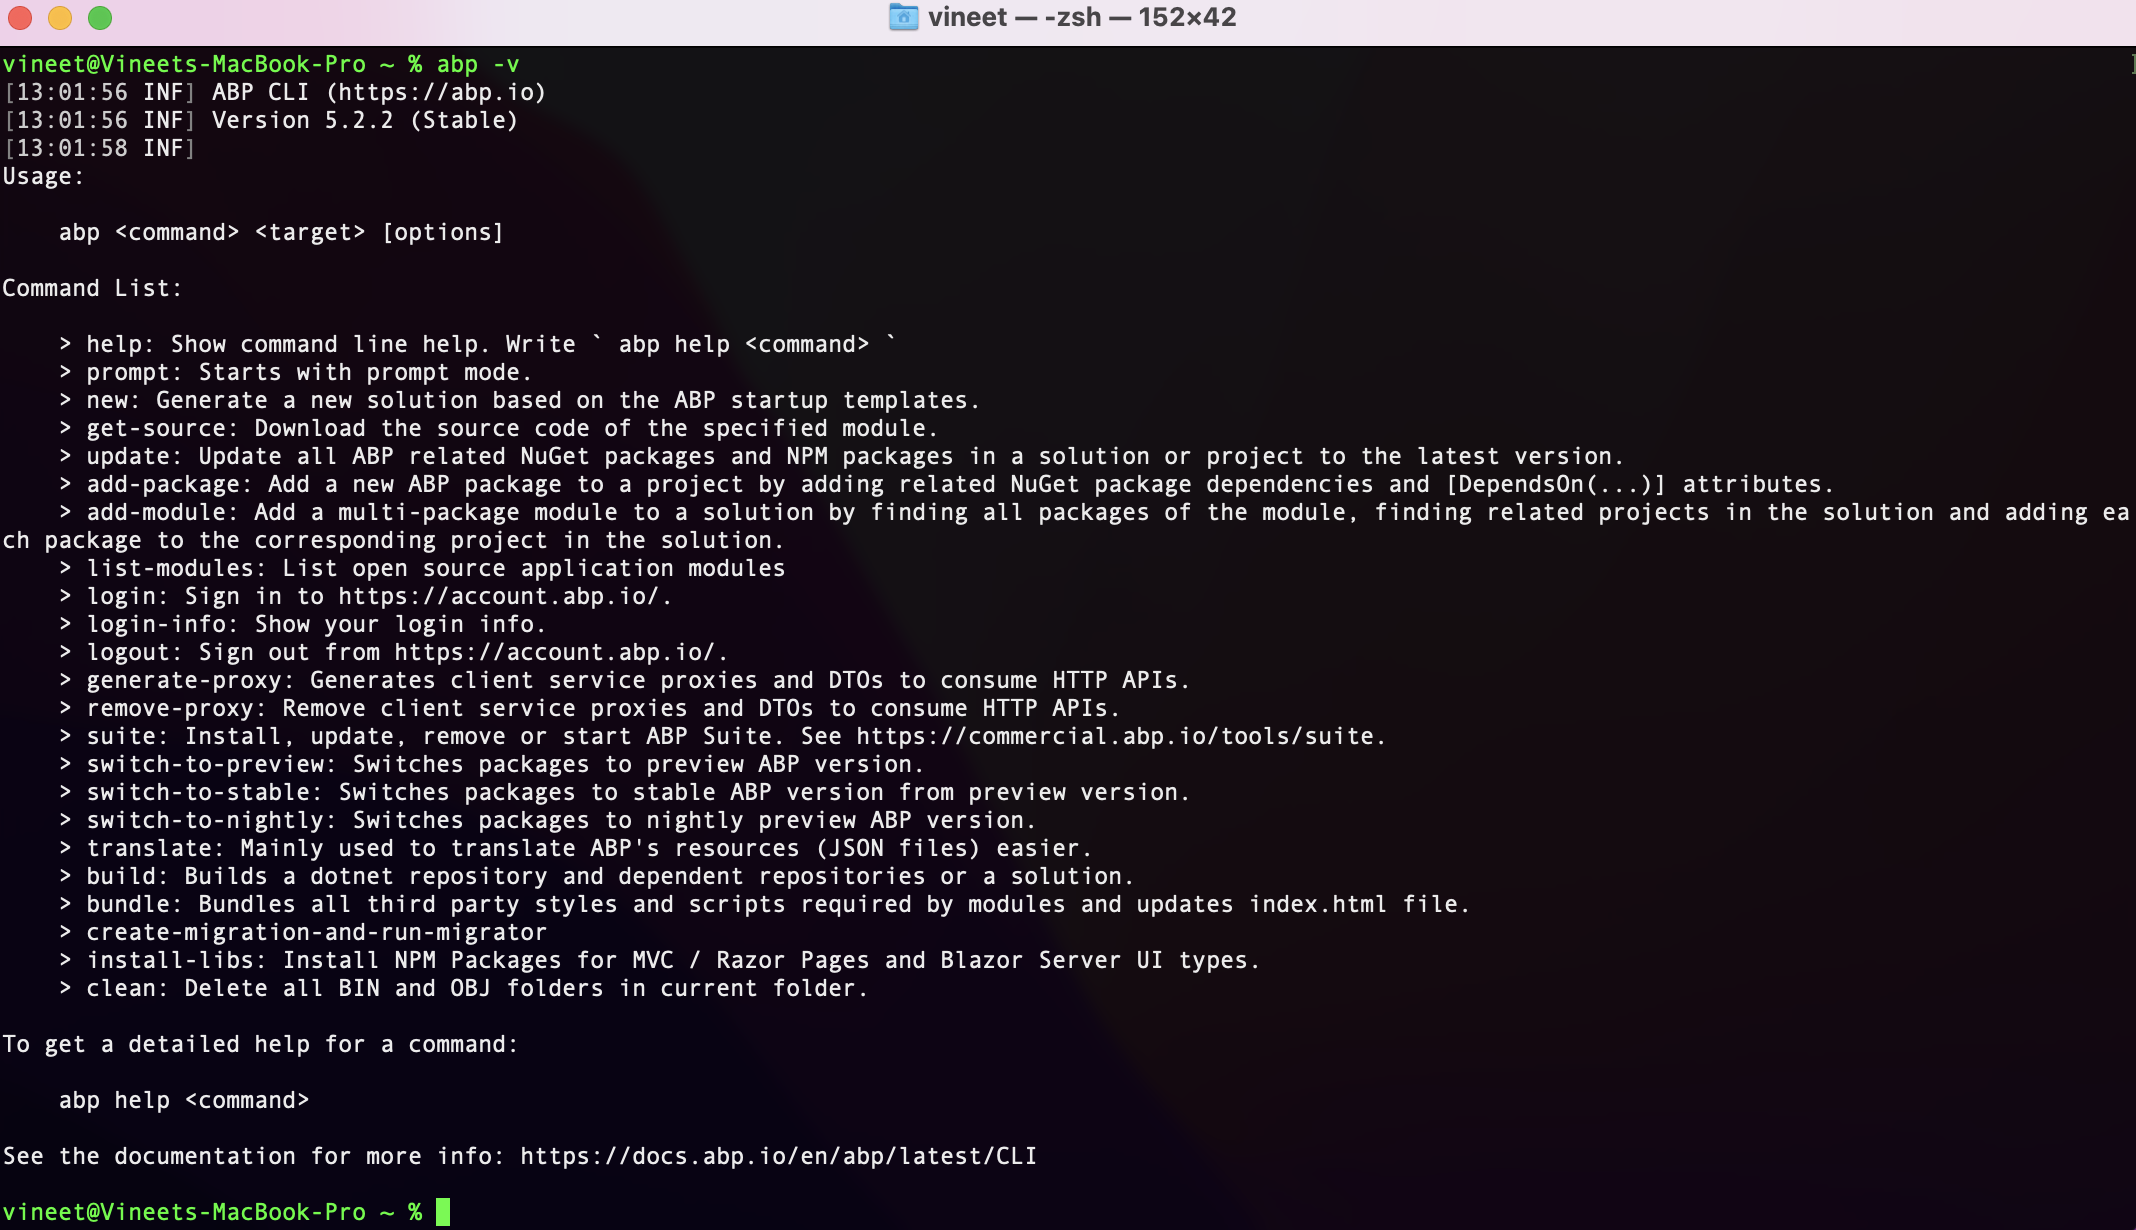 vineet — -zsh — 152×42
vineet@Vineets-MacBook-Pro ~ % abp -v
[13:01:56 INF] ABP CLI (https://abp.io)
[13:01:56 INF] Version 5.2.2 (Stable)
[13:01:58 INF]
Usage:
    abp <command> <target> [options]
Command List:
    > help: Show command line help. Write ` abp help <command> `
    > prompt: Starts with prompt mode.
    > new: Generate a new solution based on the ABP startup templates.
    > get-source: Download the source code of the specified module.
    > update: Update all ABP related NuGet packages and NPM packages in a solution or project to the latest version.
    > add-package: Add a new ABP package to a project by adding related NuGet package dependencies and [DependsOn(...)] attributes.
    > add-module: Add a multi-package module to a solution by finding all packages of the module, finding related projects in the solution and adding ea
ch package to the corresponding project in the solution.
    > list-modules: List open source application modules
    > login: Sign in to https://account.abp.io/.
    > login-info: Show your login info.
    > logout: Sign out from https://account.abp.io/.
    > generate-proxy: Generates client service proxies and DTOs to consume HTTP APIs.
    > remove-proxy: Remove client service proxies and DTOs to consume HTTP APIs.
    > suite: Install, update, remove or start ABP Suite. See https://commercial.abp.io/tools/suite.
    > switch-to-preview: Switches packages to preview ABP version.
    > switch-to-stable: Switches packages to stable ABP version from preview version.
    > switch-to-nightly: Switches packages to nightly preview ABP version.
    > translate: Mainly used to translate ABP's resources (JSON files) easier.
    > build: Builds a dotnet repository and dependent repositories or a solution.
    > bundle: Bundles all third party styles and scripts required by modules and updates index.html file.
    > create-migration-and-run-migrator
    > install-libs: Install NPM Packages for MVC / Razor Pages and Blazor Server UI types.
    > clean: Delete all BIN and OBJ folders in current folder.
To get a detailed help for a command:
    abp help <command>
See the documentation for more info: https://docs.abp.io/en/abp/latest/CLI
vineet@Vineets-MacBook-Pro ~ %